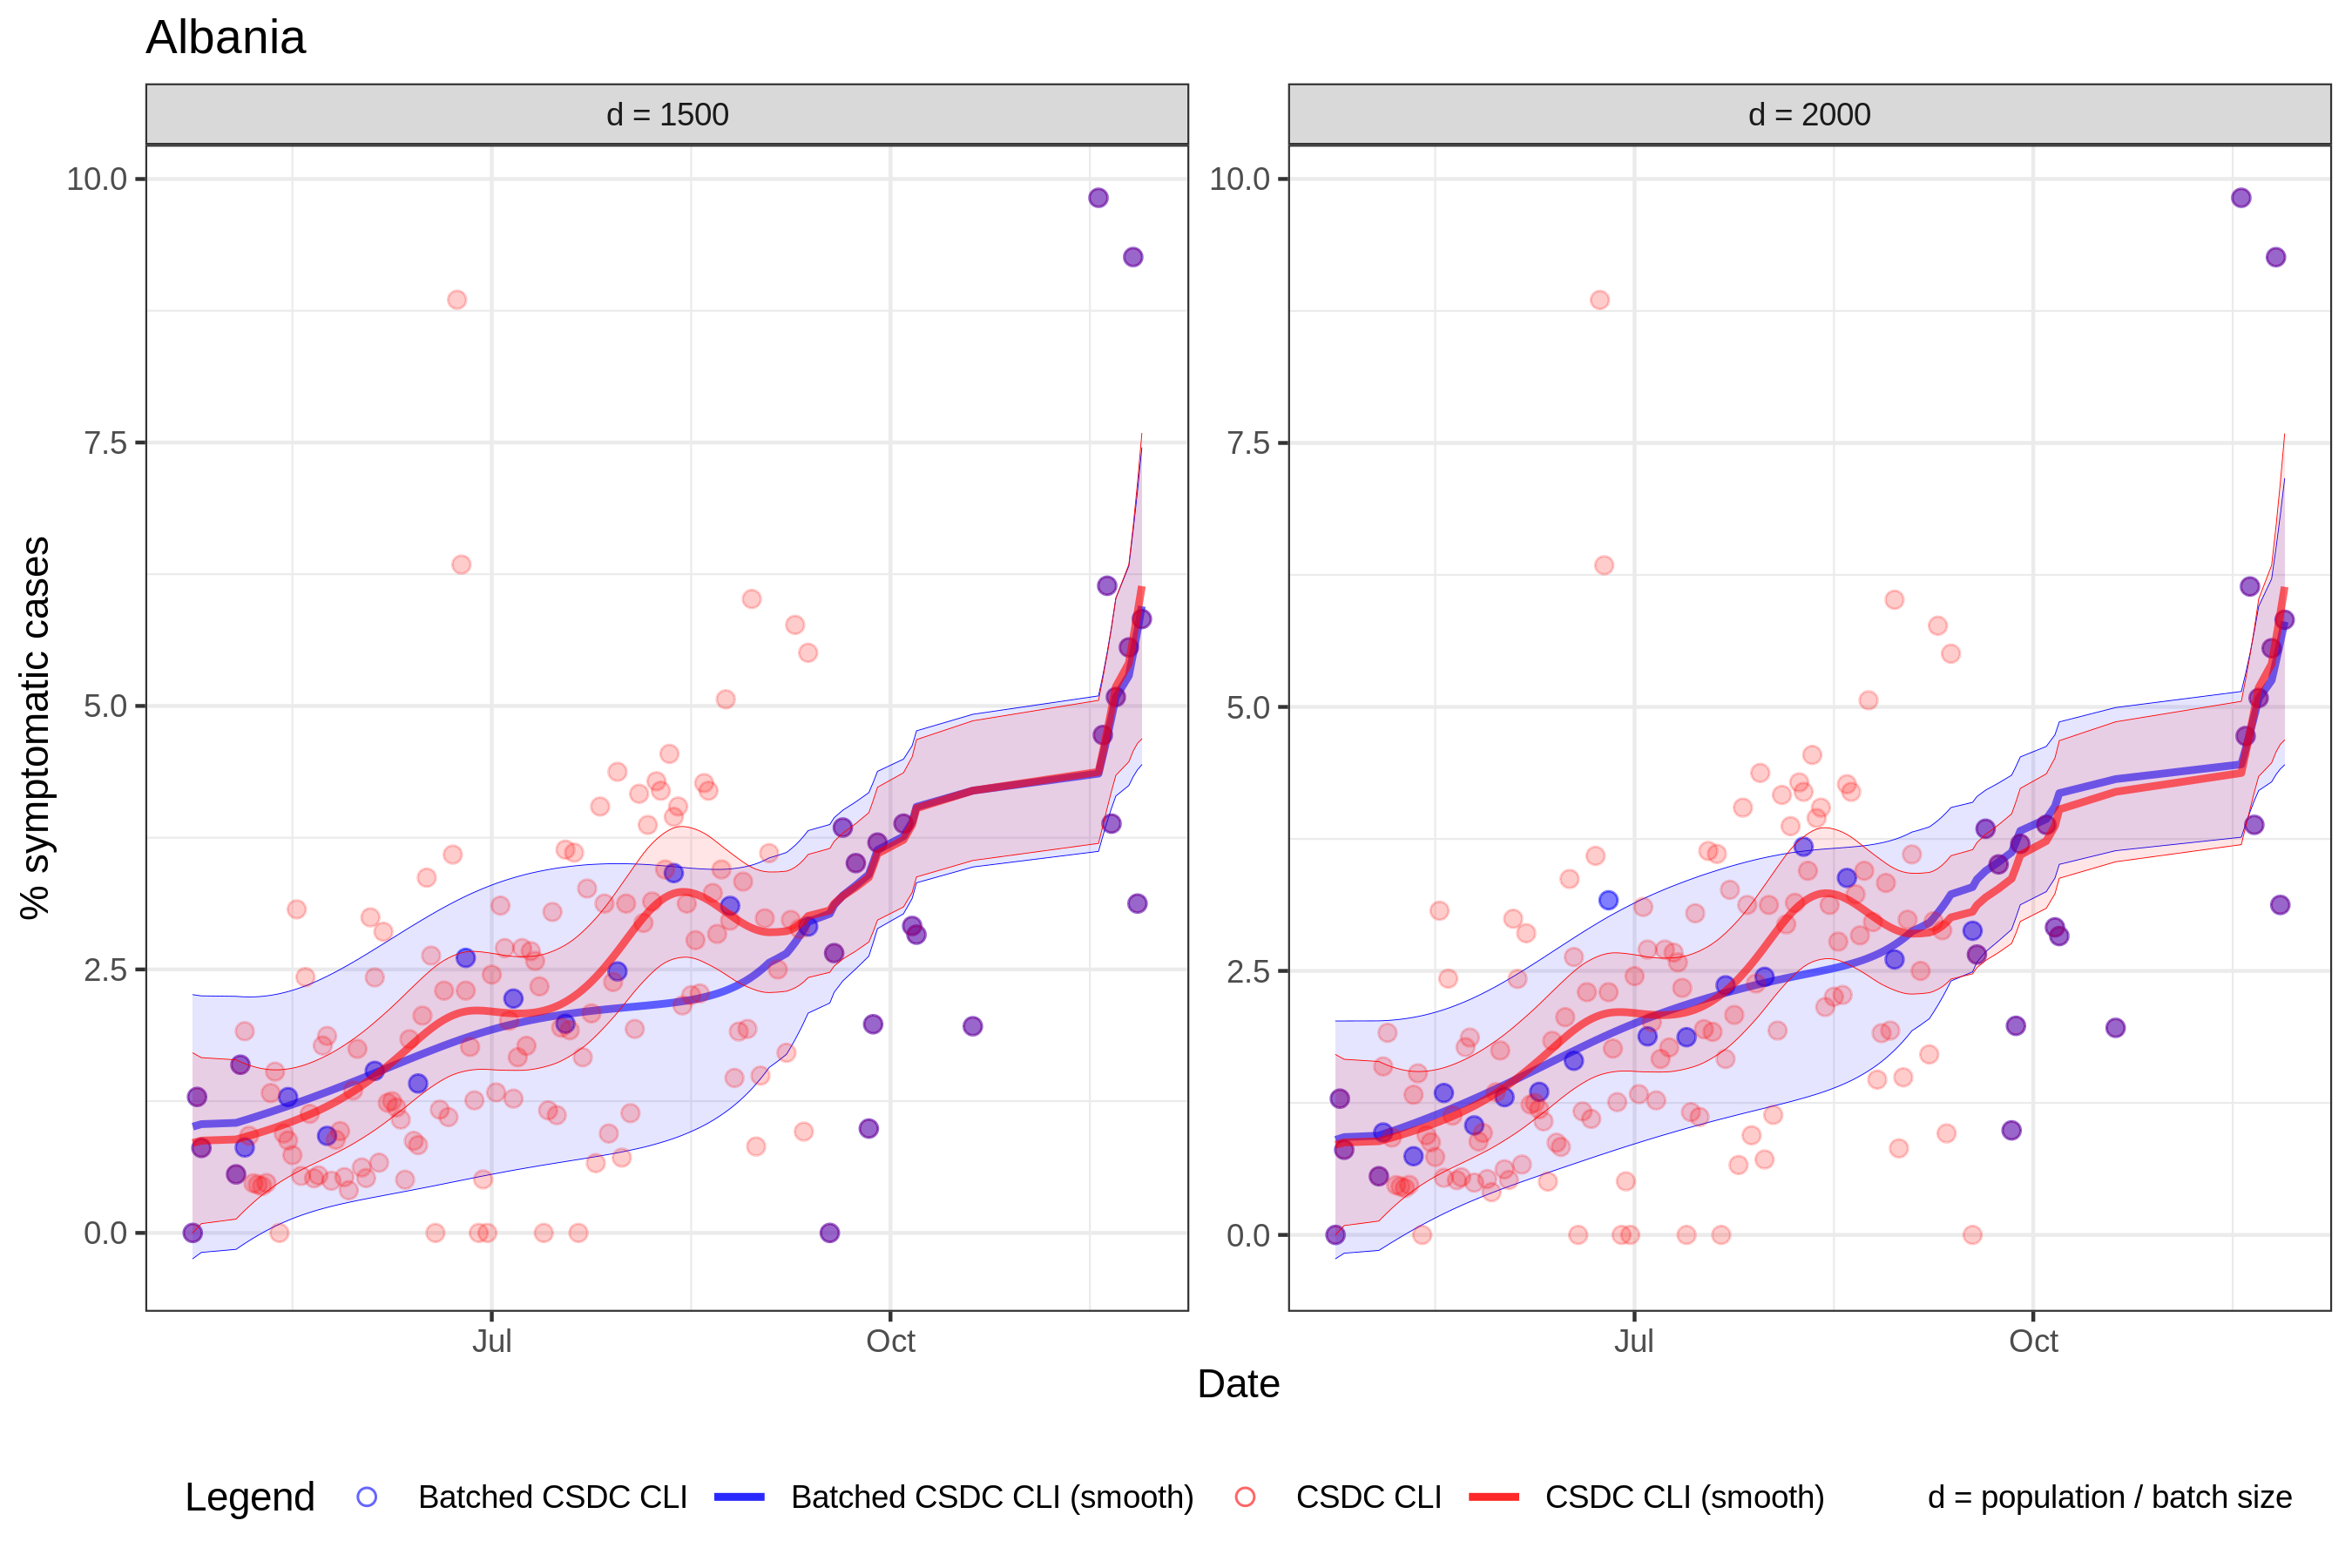 Albania
d = 1500
d = 2000
10.0
7.5
5.0
2.5
0.0
10.0
7.5
5.0
2.5
0.0
% symptomatic cases
Jul
Oct
Jul
Oct
Date
Legend
Batched CSDC CLI
Batched CSDC CLI (smooth)
CSDC CLI
CSDC CLI (smooth)
d = population / batch size